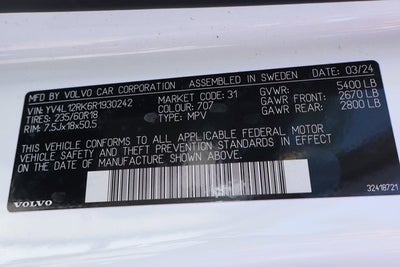 MFD. BY VOLVO CAR CORPORATION ASSEMBLED IN SWEDEN 03/24
VIN: YV4L12RK6R1930242 MARKET: 31 GVWR: 5400 LB
TIRES: 235/60R18 COLOUR: 707 GAWR FRONT: 2670 LB
RIM: 7.5Jx18x50.5 TYPE: MPV GAWR REAR: 2800 LB
THIS VEHICLE CONFORMS TO ALL APPLICABLE FEDERAL MOTOR
VEHICLE SAFETY AND THEFT PREVENTION STANDARDS IN EFFECT
ON THE DATE OF MANUFACTURE SHOWN ABOVE.
VOLVO 32418721